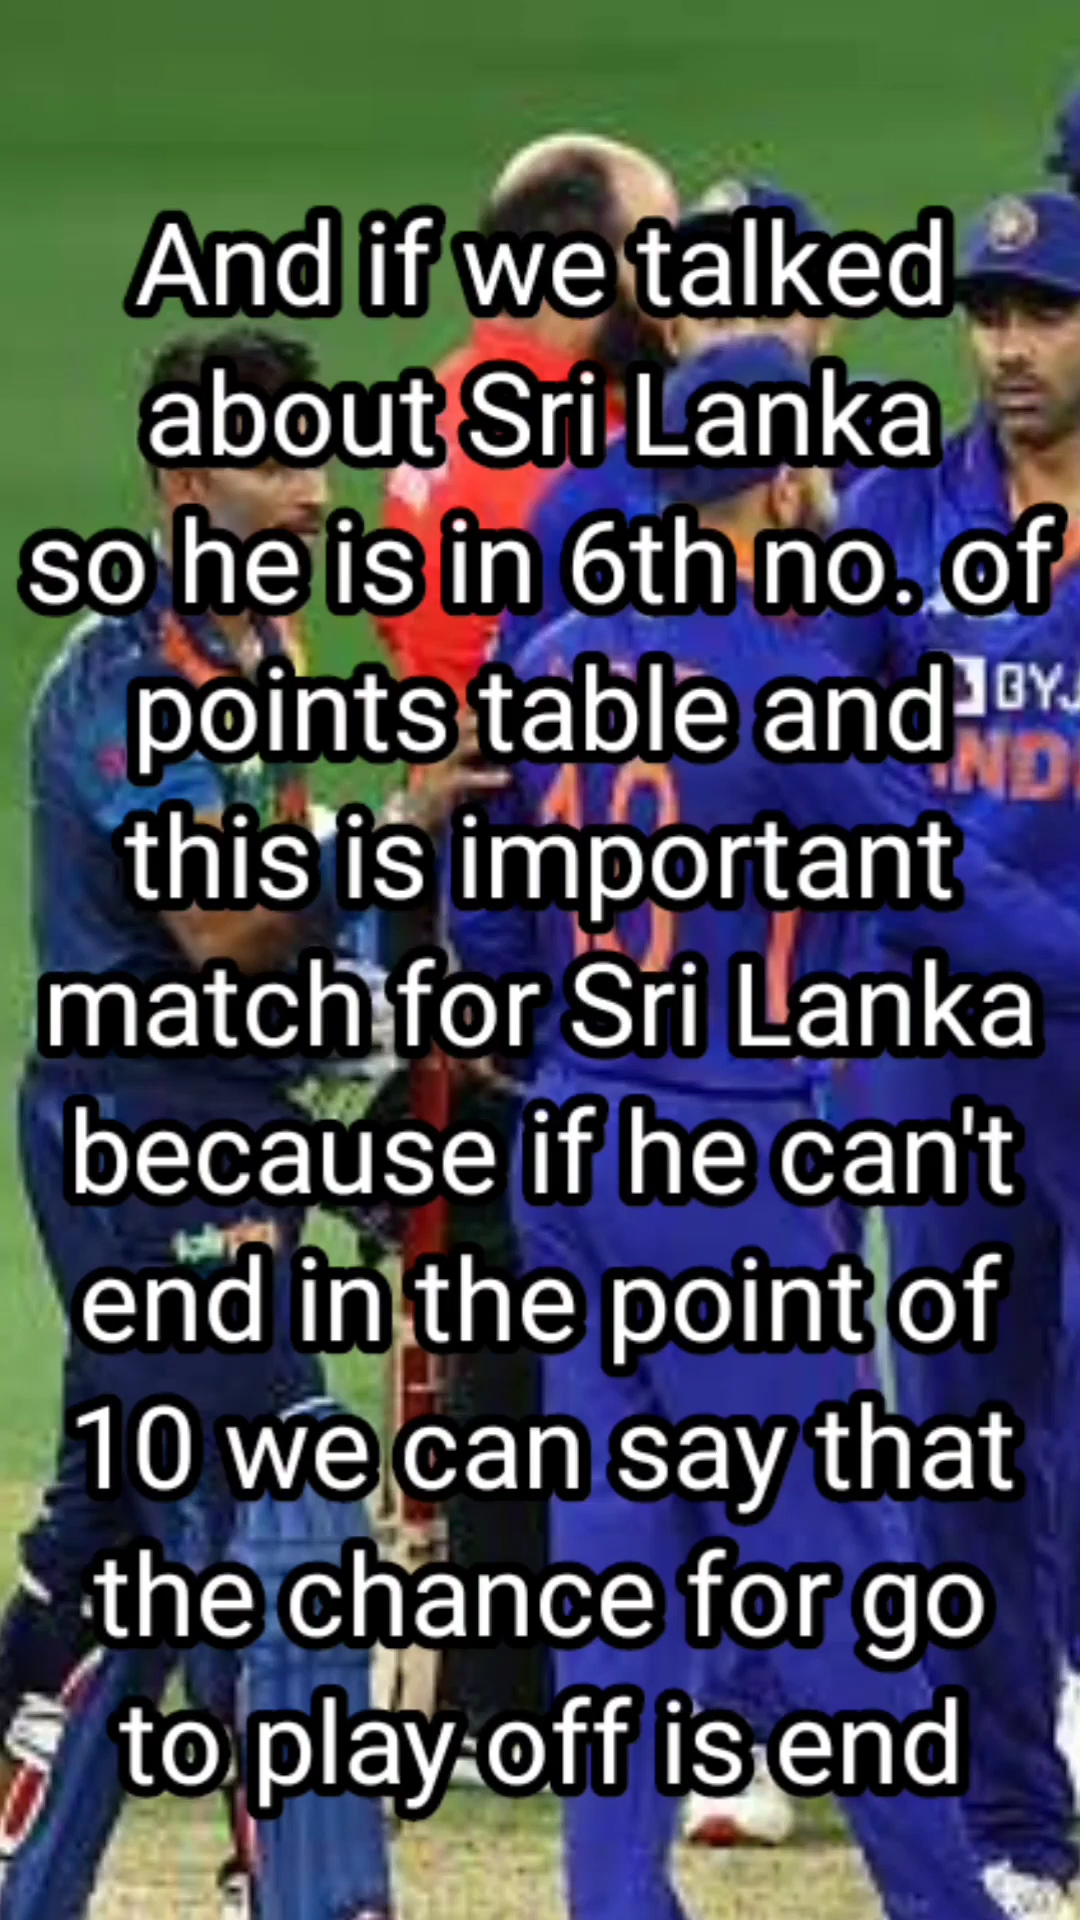 And if we talked
about Sri Lanka
so he is in 6th no. of
points table and
this is important
match for Sri Lanka
because if he can't
end in the point of
10 we can say that
the chance for go
to play off is end
BYJ
IND